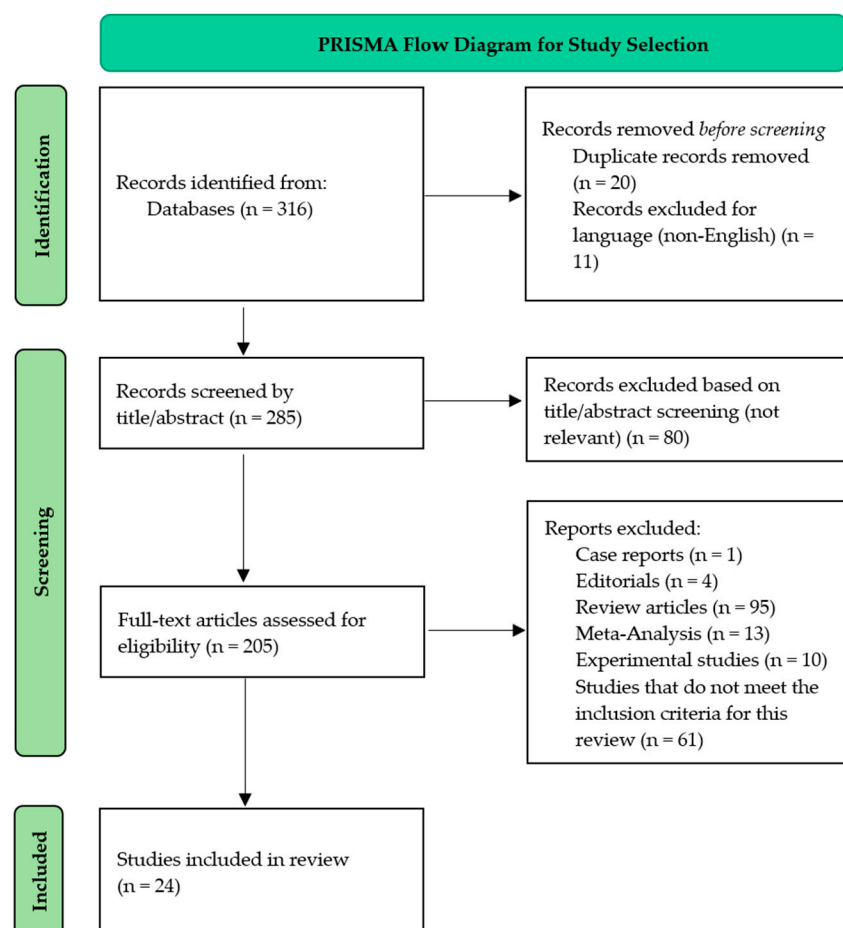 PRISMA Flow Diagram for Study Selection
Identification
Records identified from:
Databases (n = 316)
Records removed before screening
Duplicate records removed
(n = 20)
Records excluded for
language (non-English) (n =
11)
Screening
Records screened by
title/abstract (n = 285)
Records excluded based on
title/abstract screening (not
relevant) (n = 80)
Full-text articles assessed for
eligibility (n = 205)
Reports excluded:
Case reports (n = 1)
Editorials (n = 4)
Review articles (n = 95)
Meta-Analysis (n = 13)
Experimental studies (n = 10)
Studies that do not meet the
inclusion criteria for this
review (n = 61)
Included
Studies included in review
(n = 24)